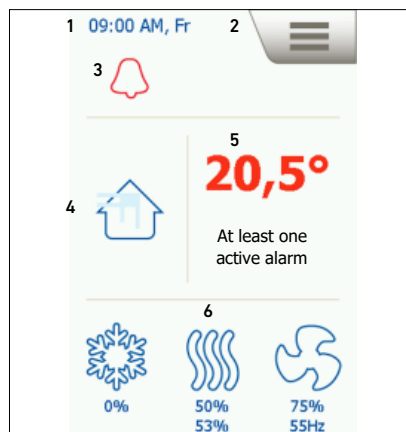 1 09:00 AM, Fr 2
3
5
20,5°
4
At least one
active alarm
6
0% 50% 75%
53% 55Hz